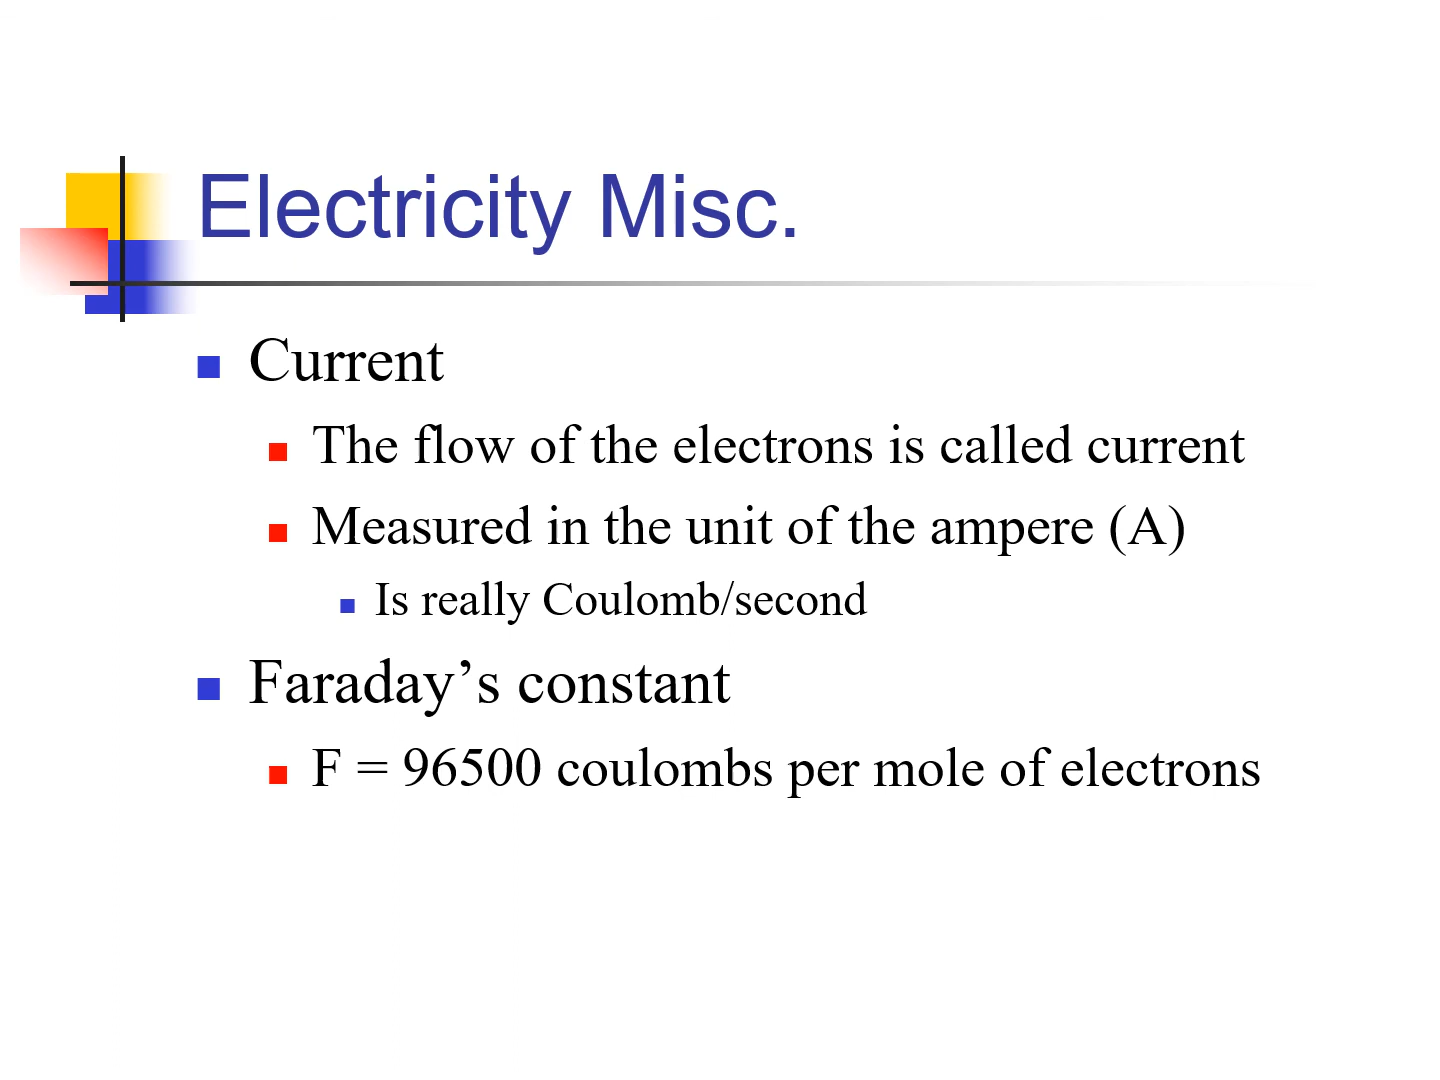 Electricity Misc.
Current
The flow of the electrons is called current
Measured in the unit of the ampere (A)
Is really Coulomb/second
Faraday’s constant
F = 96500 coulombs per mole of electrons